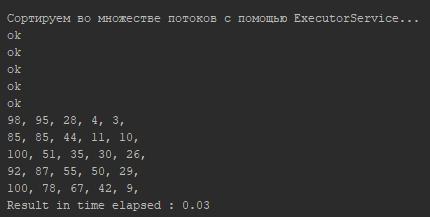 Сортируем во множестве потоков с помощью ExecutorService...
ok
ok
ok
ok
ok
98, 95, 28, 4, 3,
85, 85, 44, 11, 10,
100, 51, 35, 30, 26,
92, 87, 55, 50, 29,
100, 78, 67, 42, 9,
Result in time elapsed : 0.03